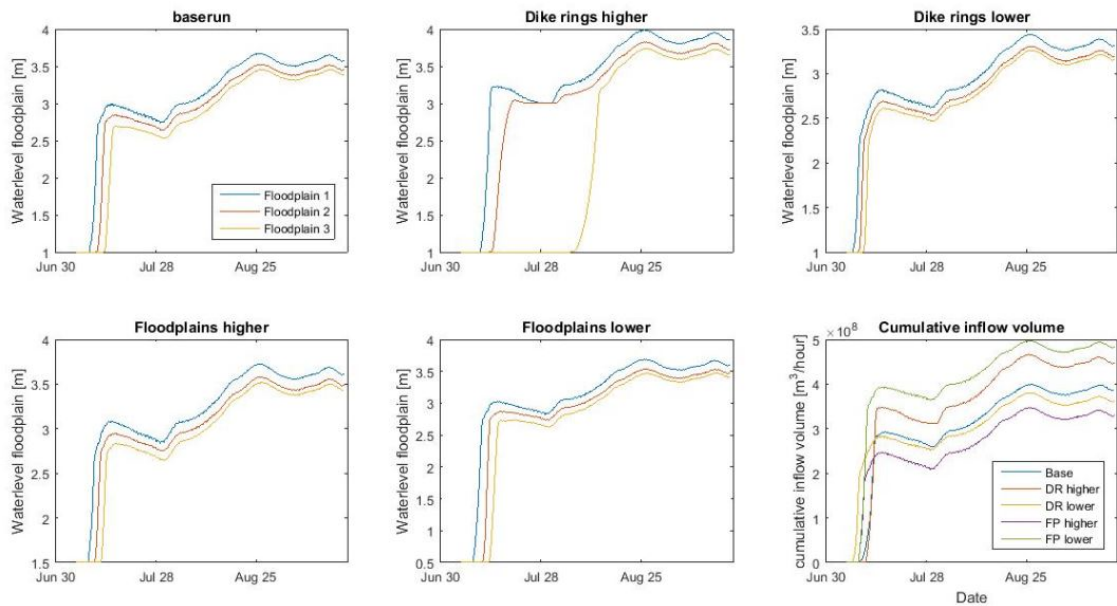 baserun
Waterlevel floodplain [m]
4
3.5
3
2.5
2
1.5
1
Floodplain 1
Floodplain 2
Floodplain 3
Jun 30
Jul 28
Aug 25
Dike rings higher
Waterlevel floodplain [m]
4
3.5
3
2.5
2
1.5
1
Jun 30
Jul 28
Aug 25
Dike rings lower
Waterlevel floodplain [m]
3.5
3
2.5
2
1.5
1
Jun 30
Jul 28
Aug 25
Floodplains higher
Waterlevel floodplain [m]
4
3.5
3
2.5
2
1.5
Jun 30
Jul 28
Aug 25
Floodplains lower
Waterlevel floodplain [m]
4
3.5
3
2.5
2
1.5
1
0.5
Jun 30
Jul 28
Aug 25
Cumulative inflow volume
×10^8
cumulative inflow volume [m^3/hour]
5
4
3
2
1
0
Base
DR higher
DR lower
FP higher
FP lower
Jun 30
Jul 28
Aug 25
Date